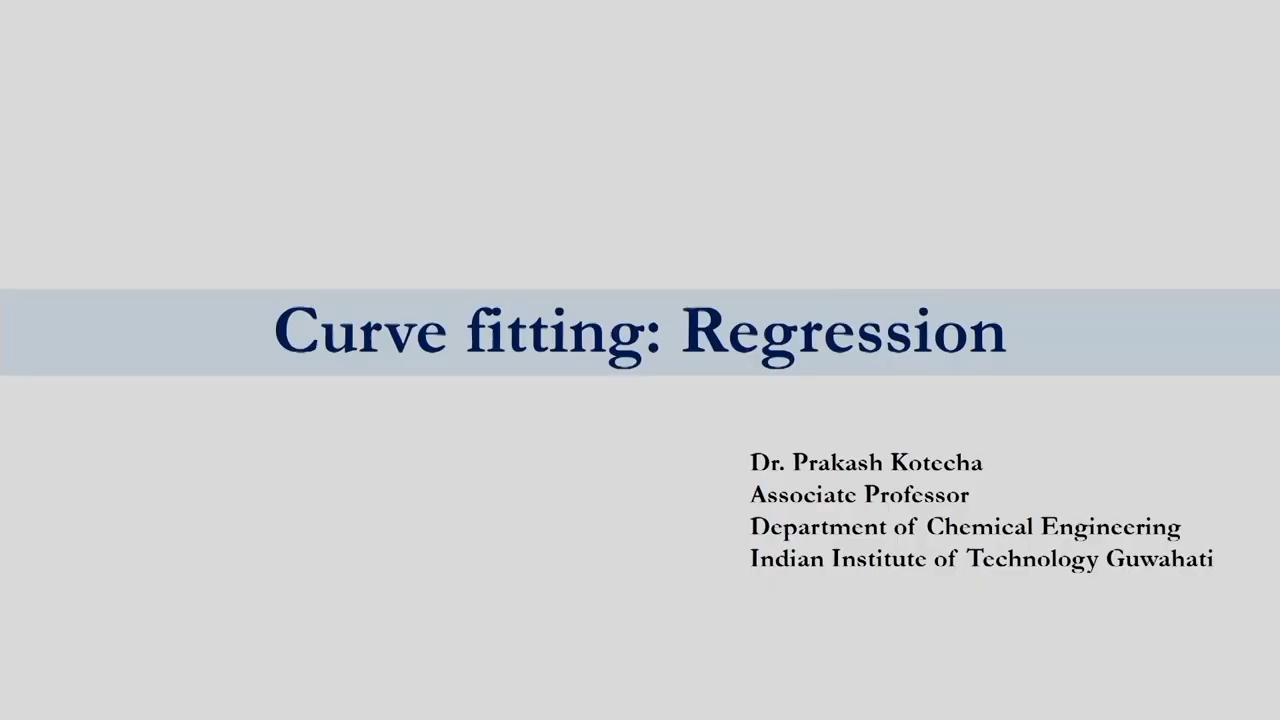 Curve fitting: Regression
Dr. Prakash Kotecha
Associate Professor
Department of Chemical Engineering
Indian Institute of Technology Guwahati